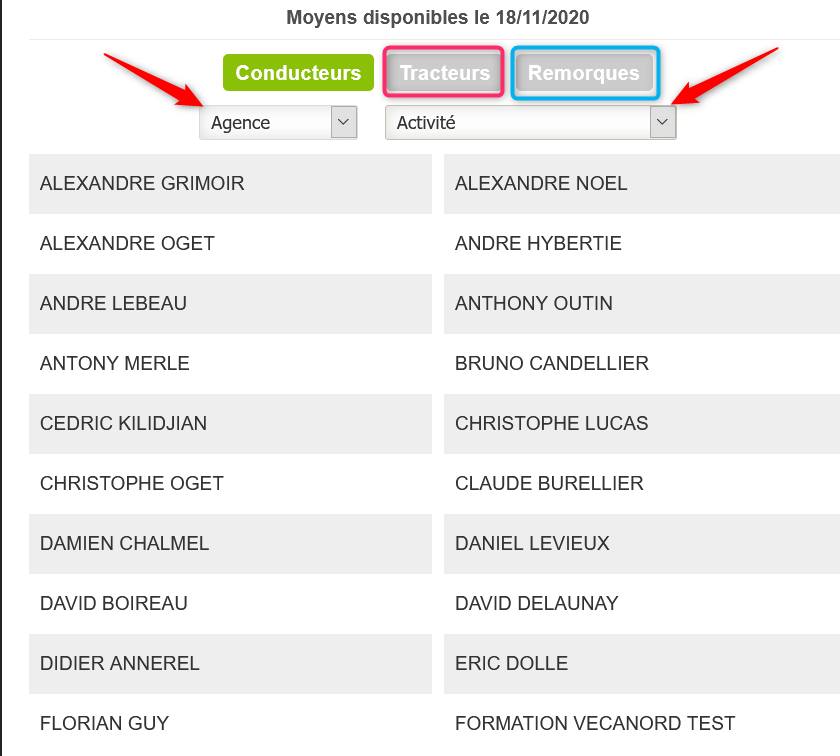 Moyens disponibles le 18/11/2020
Conducteurs Tracteurs Remorques
Agence Activité
ALEXANDRE GRIMOIR ALEXANDRE NOEL
ALEXANDRE OGET ANDRE HYBERTIE
ANDRE LEBEAU ANTHONY OUTIN
ANTONY MERLE BRUNO CANDELLIER
CEDRIC KILIDJIAN CHRISTOPHE LUCAS
CHRISTOPHE OGET CLAUDE BURELLIER
DAMIEN CHALMEL DANIEL LEVIEUX
DAVID BOIREAU DAVID DELAUNAY
DIDIER ANNEREL ERIC DOLLE
FLORIAN GUY FORMATION VECANORD TEST